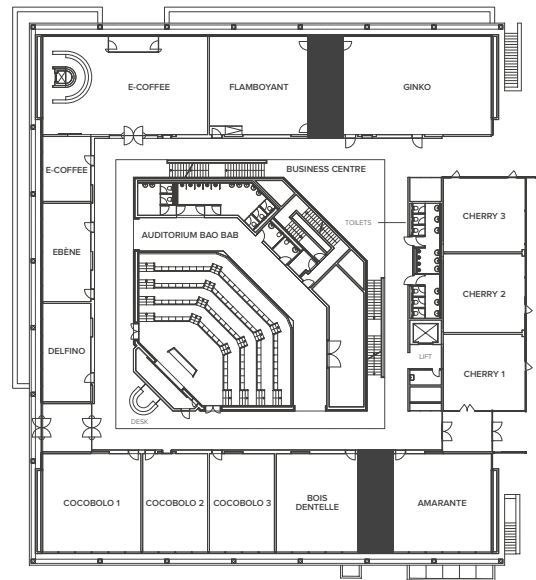 E-COFFEE
FLAMBOYANT
GINKO
E-COFFEE
BUSINESS CENTRE
TOILETS
CHERRY 3
AUDITORIUM BAO BAB
EBÈNE
CHERRY 2
DELFINO
LIFT
CHERRY 1
DESK
COCOBOLO 1
COCOBOLO 2
COCOBOLO 3
BOIS
DENTELLE
AMARANTE